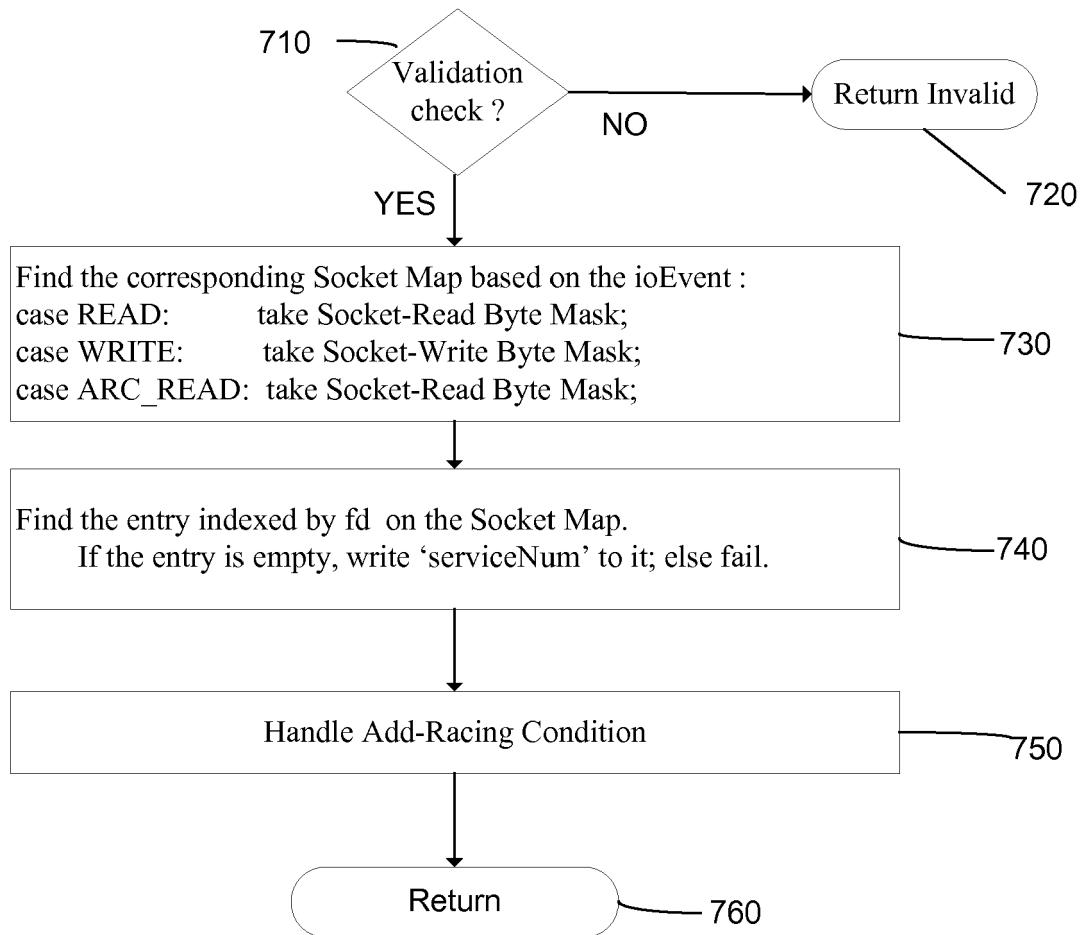 710
Validation
check ?
NO
Return Invalid
720
YES
Find the corresponding Socket Map based on the ioEvent :
case READ: take Socket-Read Byte Mask;
case WRITE: take Socket-Write Byte Mask;
case ARC_READ: take Socket-Read Byte Mask;
730
Find the entry indexed by fd on the Socket Map.
If the entry is empty, write ‘serviceNum’ to it; else fail.
740
Handle Add-Racing Condition
750
Return
760